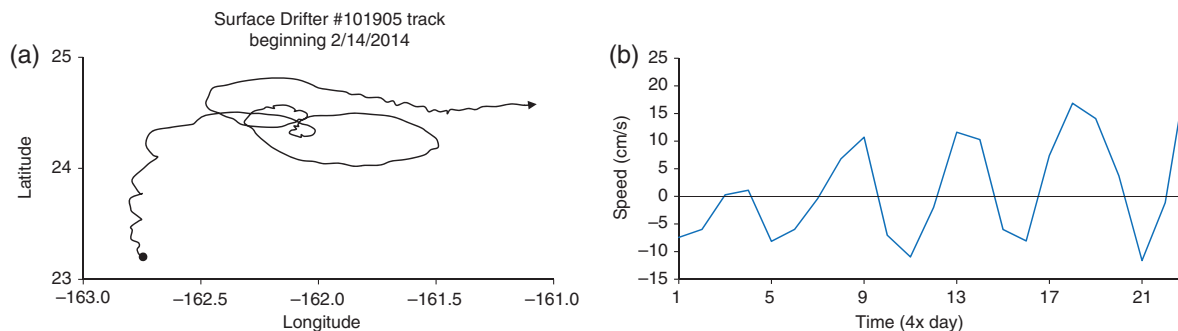 Surface Drifter #101905 track
beginning 2/14/2014
(a)
25
24
23
Latitude
−163.0
−162.5
−162.0
−161.5
−161.0
Longitude
(b)
25
20
15
10
5
0
−5
−10
−15
Speed (cm/s)
1
5
9
13
17
21
Time (4x day)